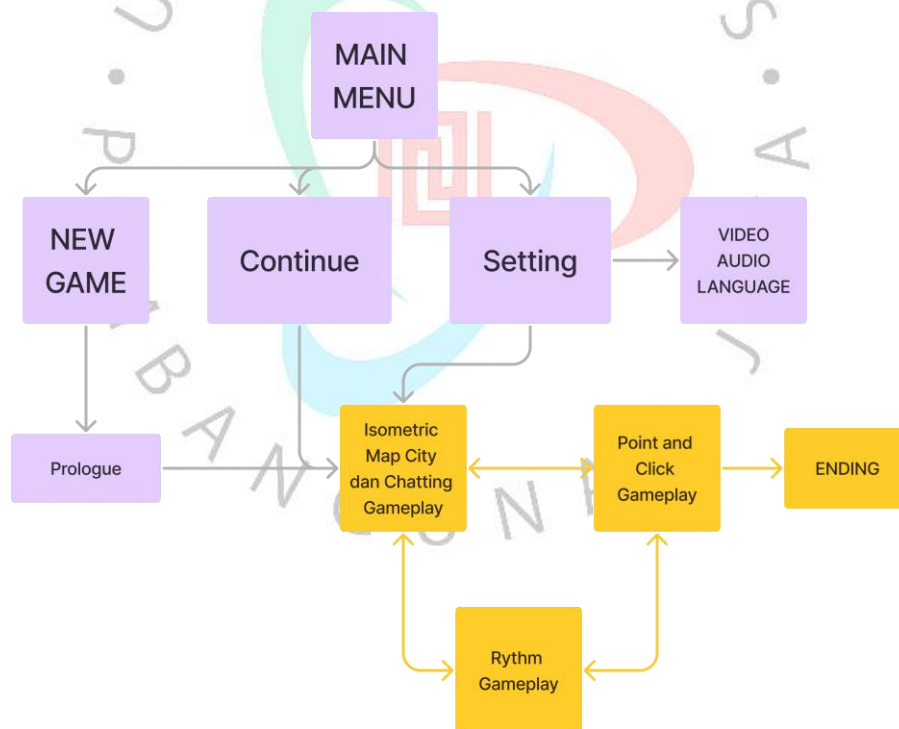 MAIN
MENU
NEW
GAME
Continue
Setting
VIDEO
AUDIO
LANGUAGE
Prologue
Isometric
Map City
dan Chatting
Gameplay
Point and
Click
Gameplay
ENDING
Rythm
Gameplay